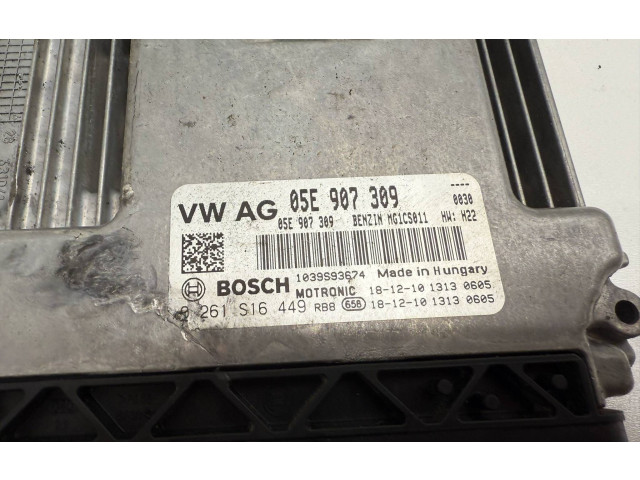 VW AG 05E 907 309 ----
0030
05E 907 309 BENZIN MG1CS011 HW: H22
1039S93674 Made in Hungary
BOSCH MOTRONIC 18-12-10 1313 0605
261 S16 449 RB8 658 18-12-10 1313 0605